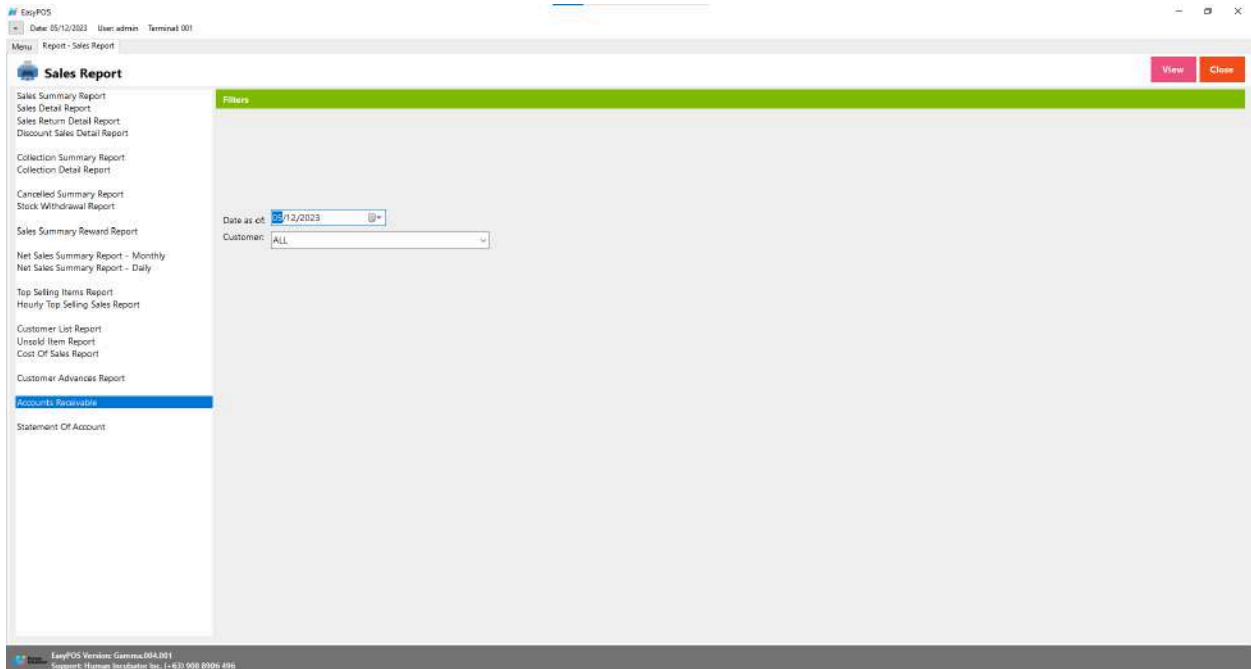 EasyPOS
Date: 05/12/2023 User: admin Terminal: 001
Menu Report - Sales Report
Sales Report
View Close
Sales Summary Report
Sales Detail Report
Sales Return Detail Report
Discount Sales Detail Report
Collection Summary Report
Collection Detail Report
Cancelled Summary Report
Stock Withdrawal Report
Sales Summary Reward Report
Net Sales Summary Report - Monthly
Net Sales Summary Report - Daily
Top Selling Items Report
Hourly Top Selling Sales Report
Customer List Report
Unsold Item Report
Cost Of Sales Report
Customer Advances Report
Accounts Receivable
Statement Of Account
Filters
Date as of: 05/12/2023
Customer: ALL
EasyPOS Version: Gamma.004.001
Support: Human Incubator Inc. (+63) 908 8906 496